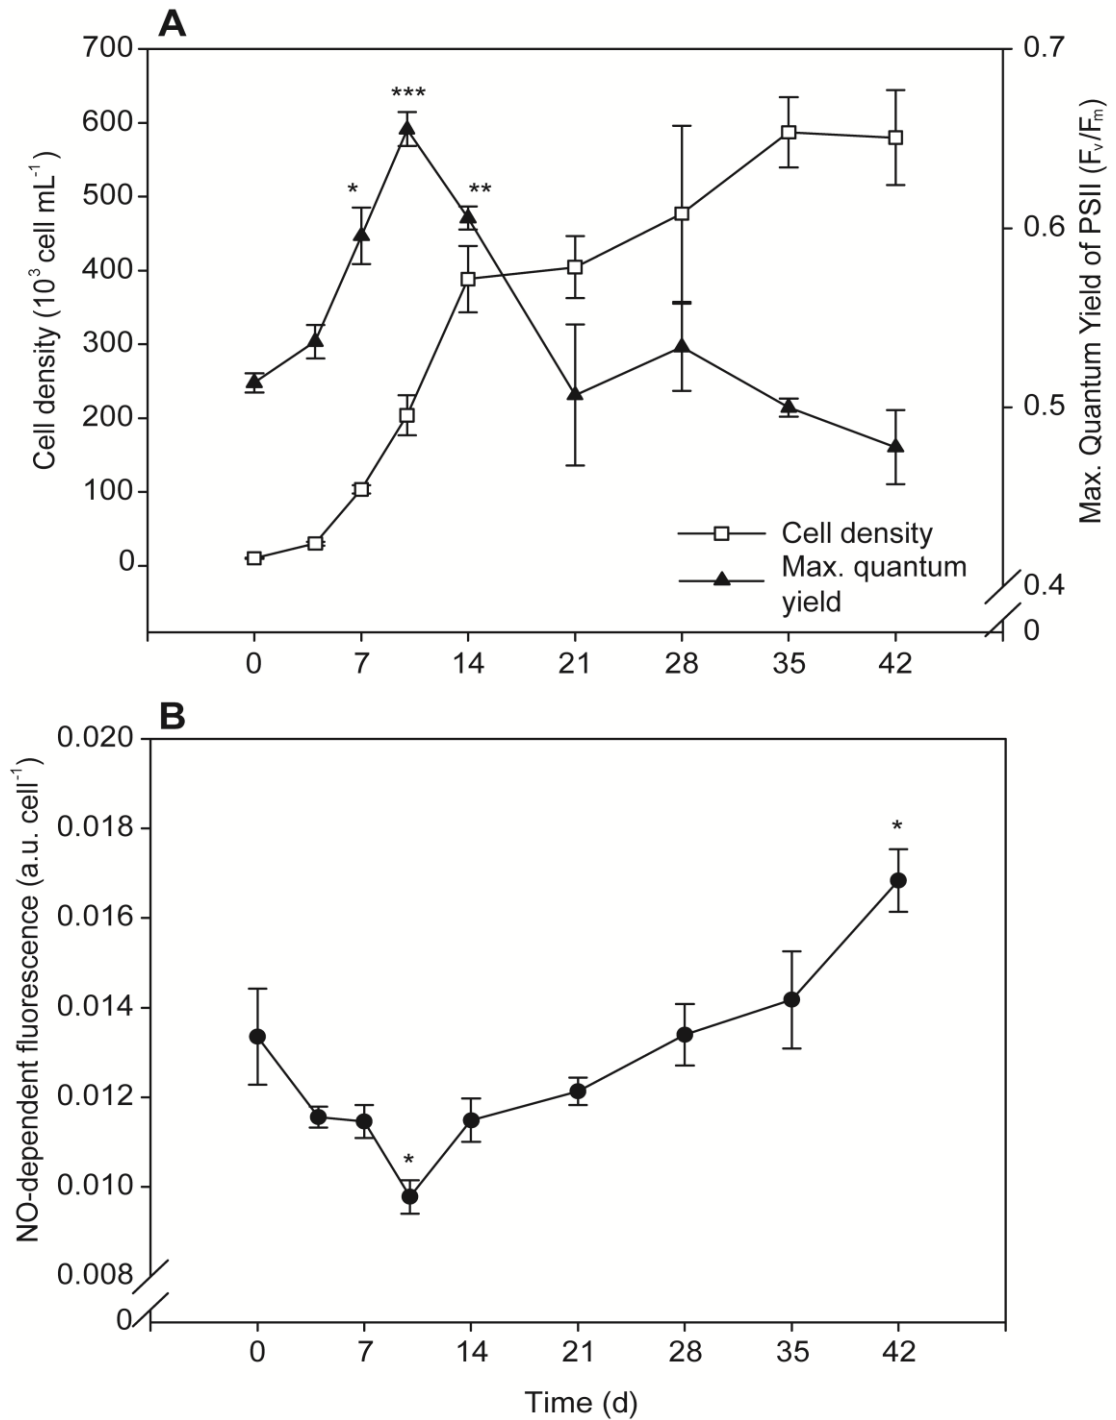 A
700
600
500
400
300
200
100
0
Cell density (10³ cell mL⁻¹)
0.7
0.6
0.5
0.4
0
Max. Quantum Yield of PSII (Fᵥ/Fₘ)
*
***
**
Cell density
Max. quantum
yield
0 7 14 21 28 35 42
B
0.020
0.018
0.016
0.014
0.012
0.010
0.008
0
NO-dependent fluorescence (a.u. cell⁻¹)
*
*
0 7 14 21 28 35 42
Time (d)